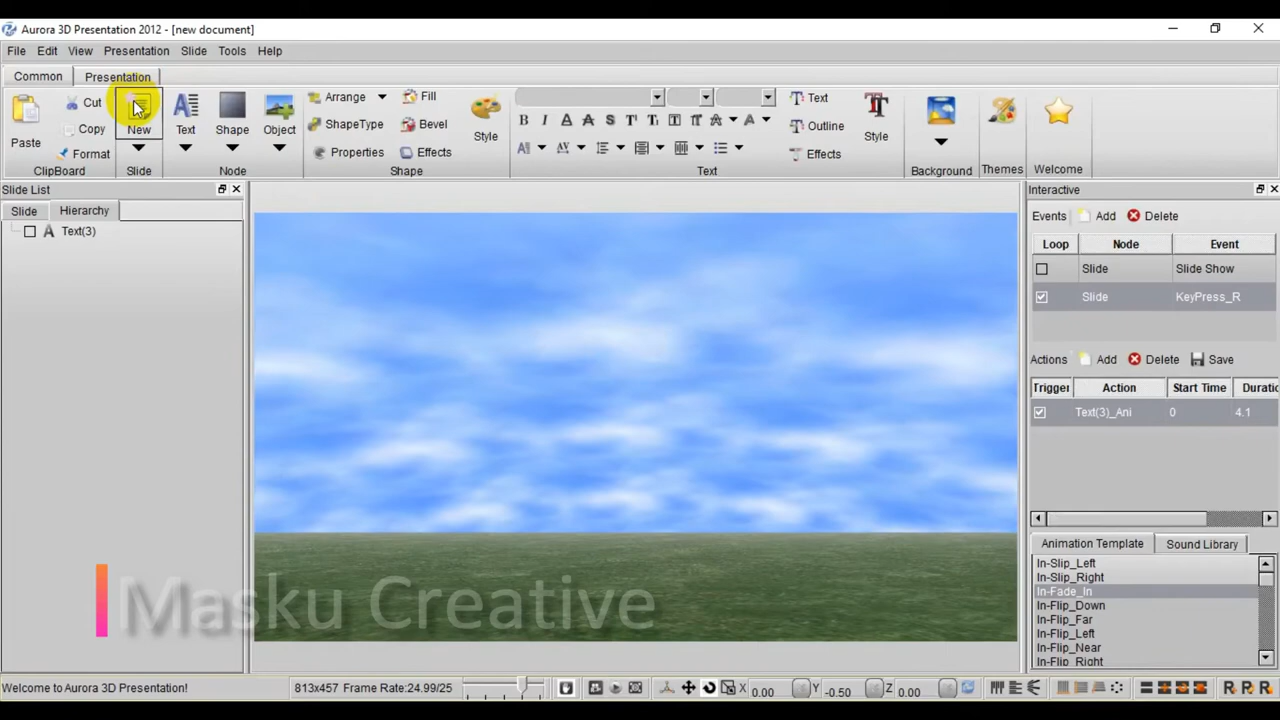 Aurora 3D Presentation 2012 - [new document]
File Edit View Presentation Slide Tools Help
Common Presentation
Paste Cut Copy Format ClipBoard
New Slide
Text Shape Object Node
Arrange ShapeType Properties Fill Bevel Effects Style Shape
B I A A S T T T T A A
Text Outline Effects Style Text
Background
Themes
Welcome
Slide List
Slide Hierarchy
A Text(3)
Interactive
Events Add Delete
Loop Node Event
Slide Slide Show
Slide KeyPress_R
Actions Add Delete Save
Trigger Action Start Time Duratic
Text(3)_Ani 0 4.1
Animation Template Sound Library
In-Slip_Left
In-Slip_Right
In-Fade_In
In-Flip_Down
In-Flip_Far
In-Flip_Left
In-Flip_Near
In-Flip_Right
Masku Creative
Welcome to Aurora 3D Presentation! 813x457 Frame Rate:24.99/25 X 0.00 Y -0.50 Z 0.00 R R R